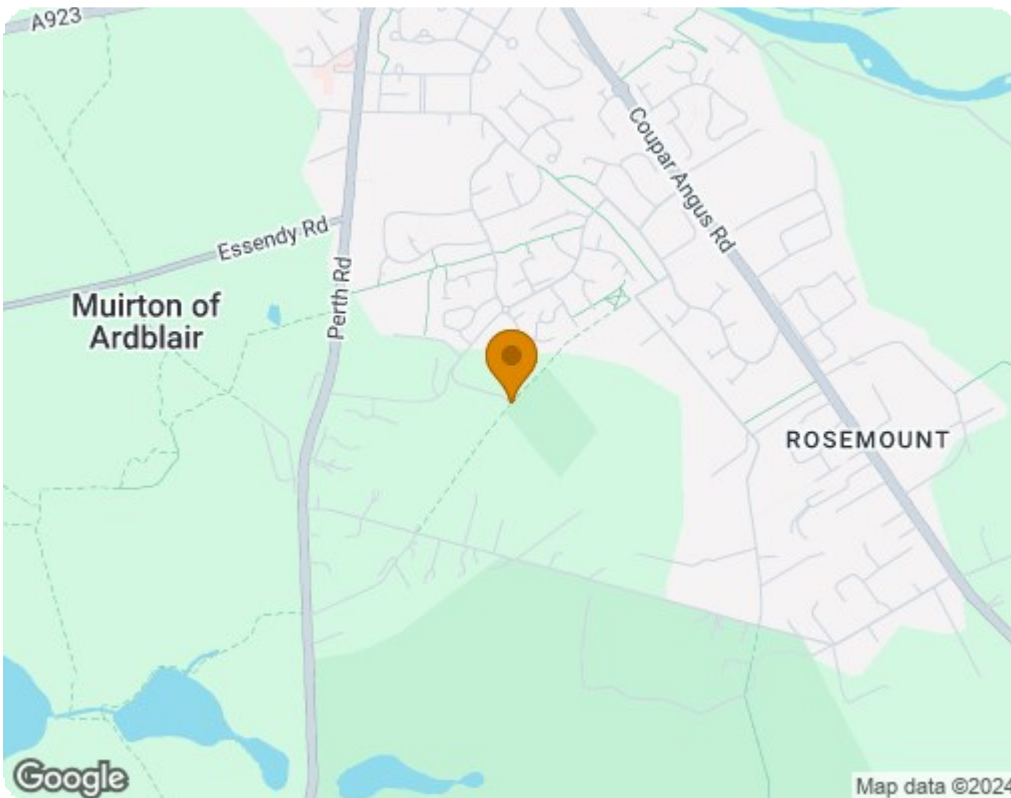 A923
Coupar Angus Rd
Essendy Rd
Perth Rd
Muirton of
Ardblair
ROSEMOUNT
Google
Map data ©2024